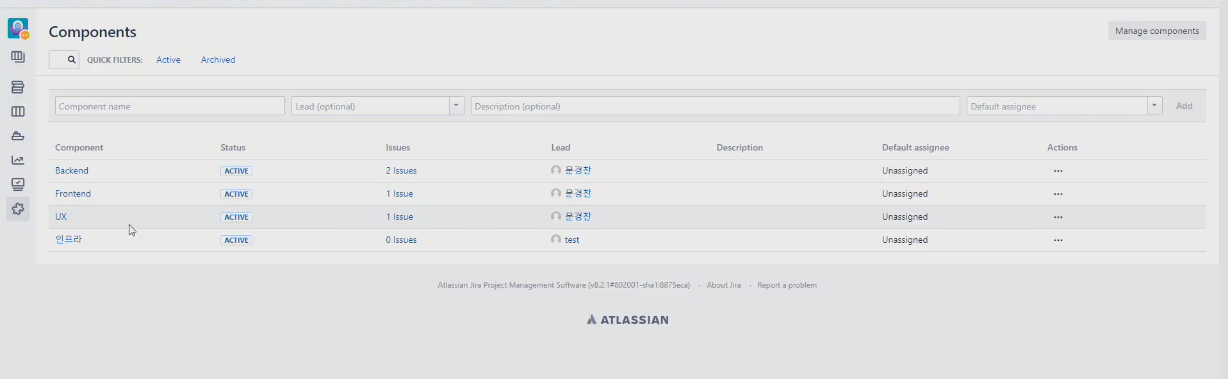 Components
Manage components
QUICK FILTERS: Active Archived
Component name Lead (optional) Description (optional) Default assignee Add
Component Status Issues Lead Description Default assignee Actions
Backend ACTIVE 2 Issues 문경찬 Unassigned
Frontend ACTIVE 1 Issue 문경찬 Unassigned
UX ACTIVE 1 Issue 문경찬 Unassigned
인프라 ACTIVE 0 Issues test Unassigned
Atlassian Jira Project Management Software (v8.2.1#802001-sha1:8875eca) · About Jira · Report a problem
ATLASSIAN